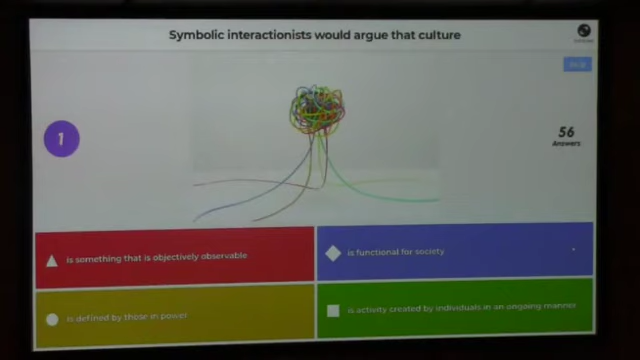 Symbolic interactionists would argue that culture
1
56
Answers
is something that is objectively observable
is functional for society
is defined by those in power
is activity created by individuals in an ongoing manner